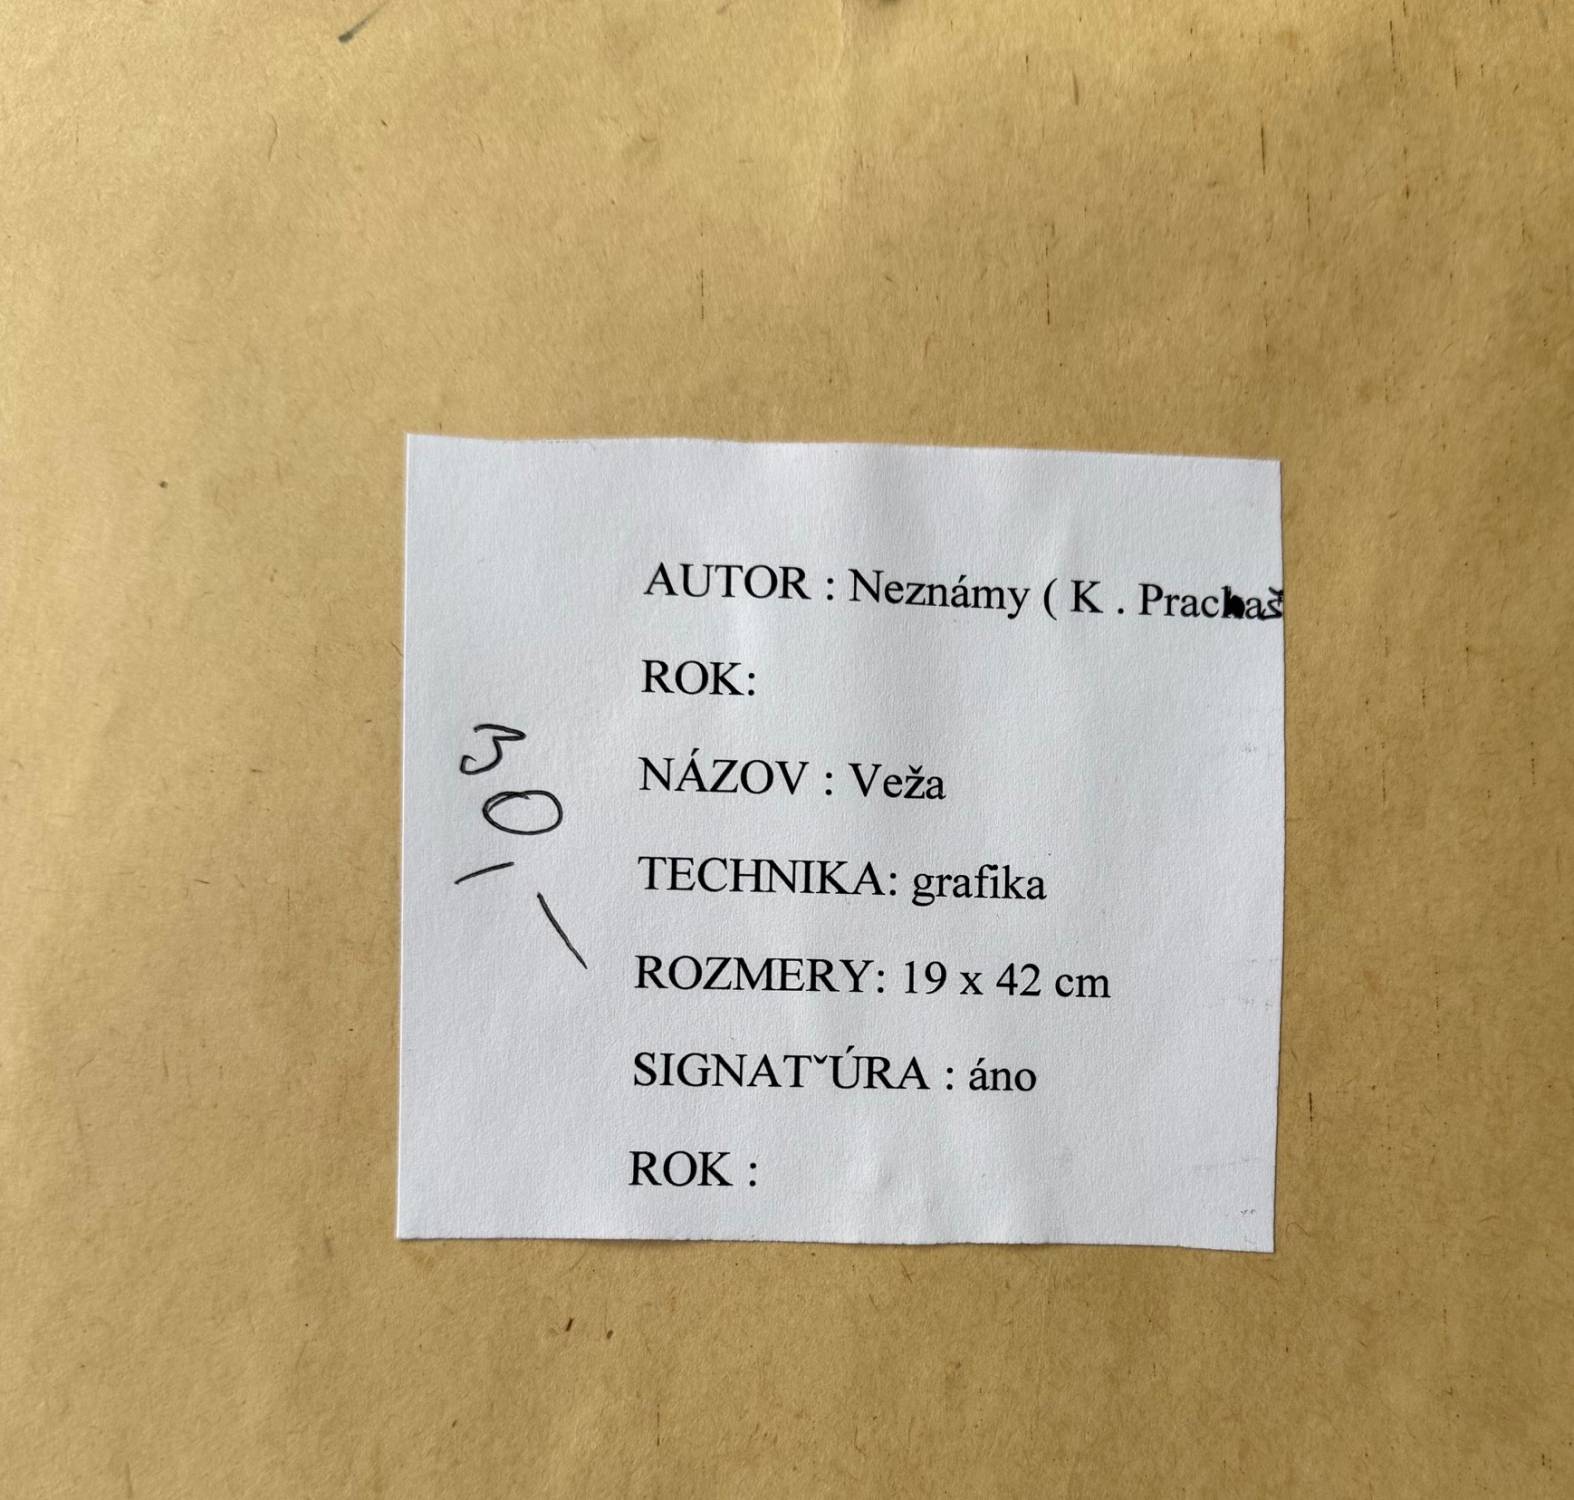 AUTOR : Neznámy ( K . Prachaš
ROK:
NÁZOV : Veža
TECHNIKA: grafika
ROZMERY: 19 x 42 cm
SIGNATˇÚRA : áno
ROK :
30